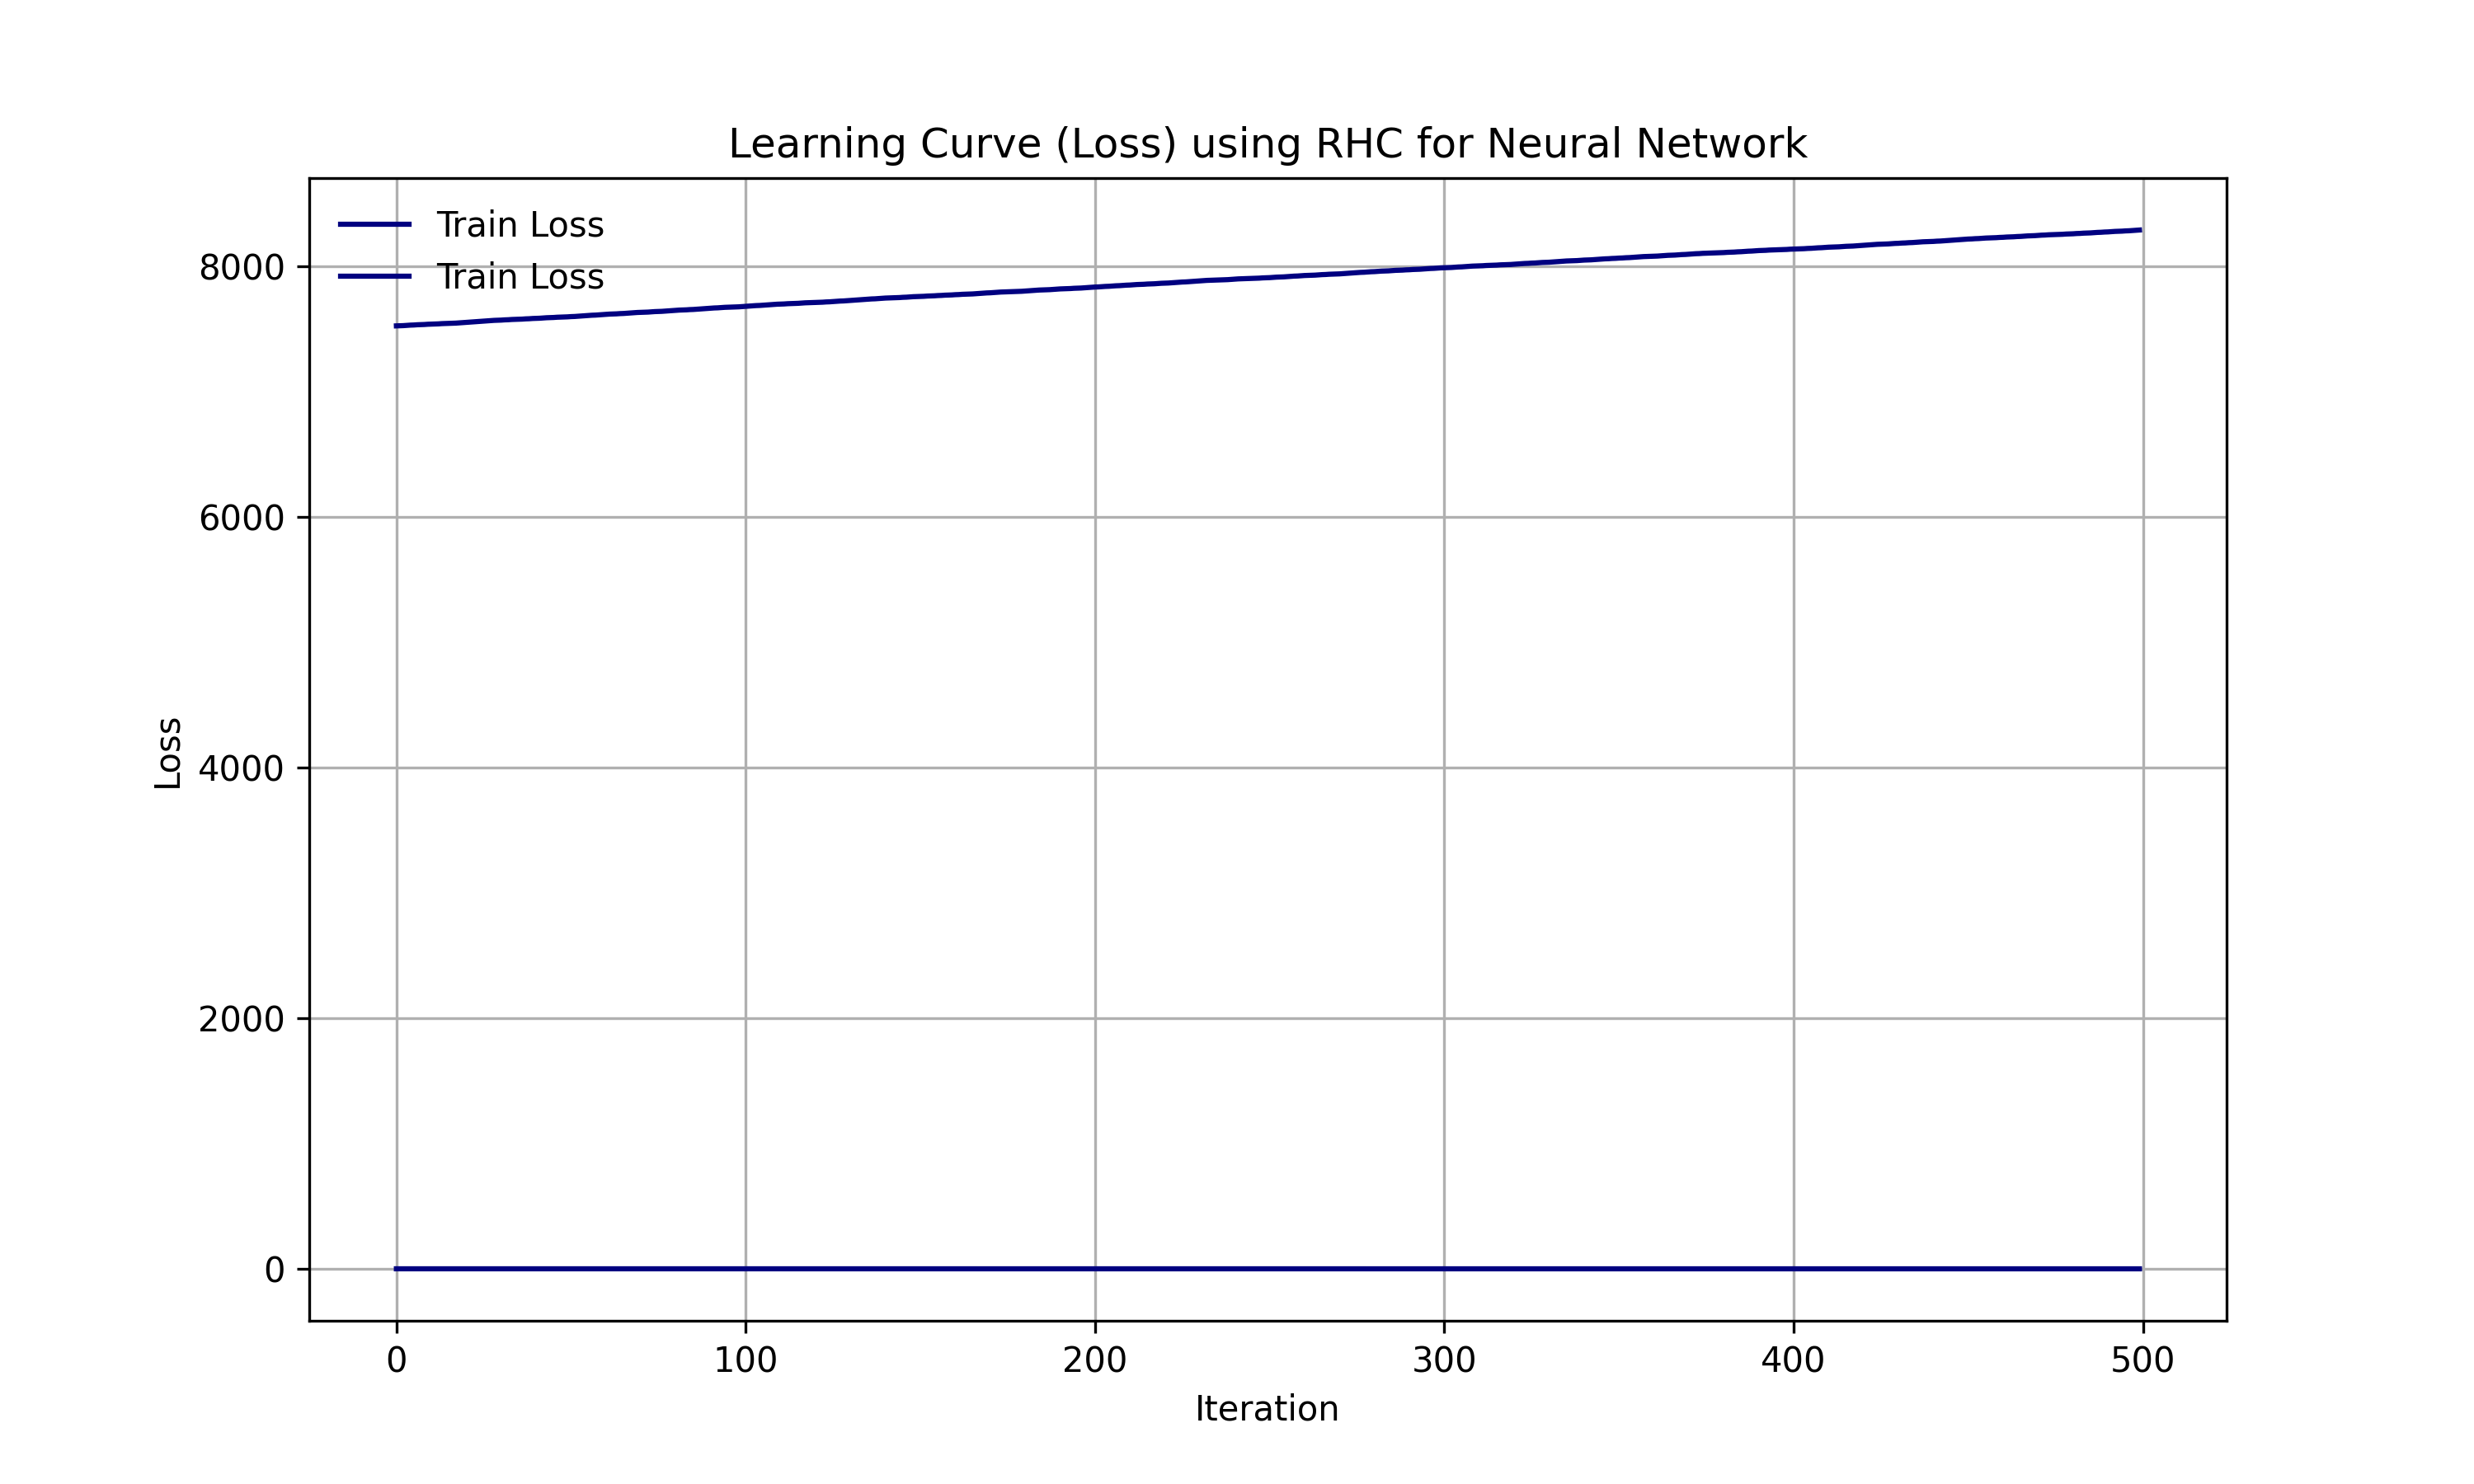 Learning Curve (Loss) using RHC for Neural Network
Train Loss
Train Loss
8000
6000
4000
2000
0
Loss
0 100 200 300 400 500
Iteration